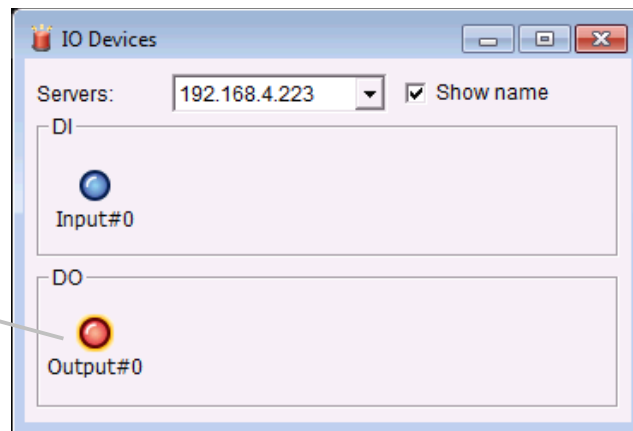 IO Devices
Servers: 192.168.4.223 Show name
DI
Input#0
DO
Output#0